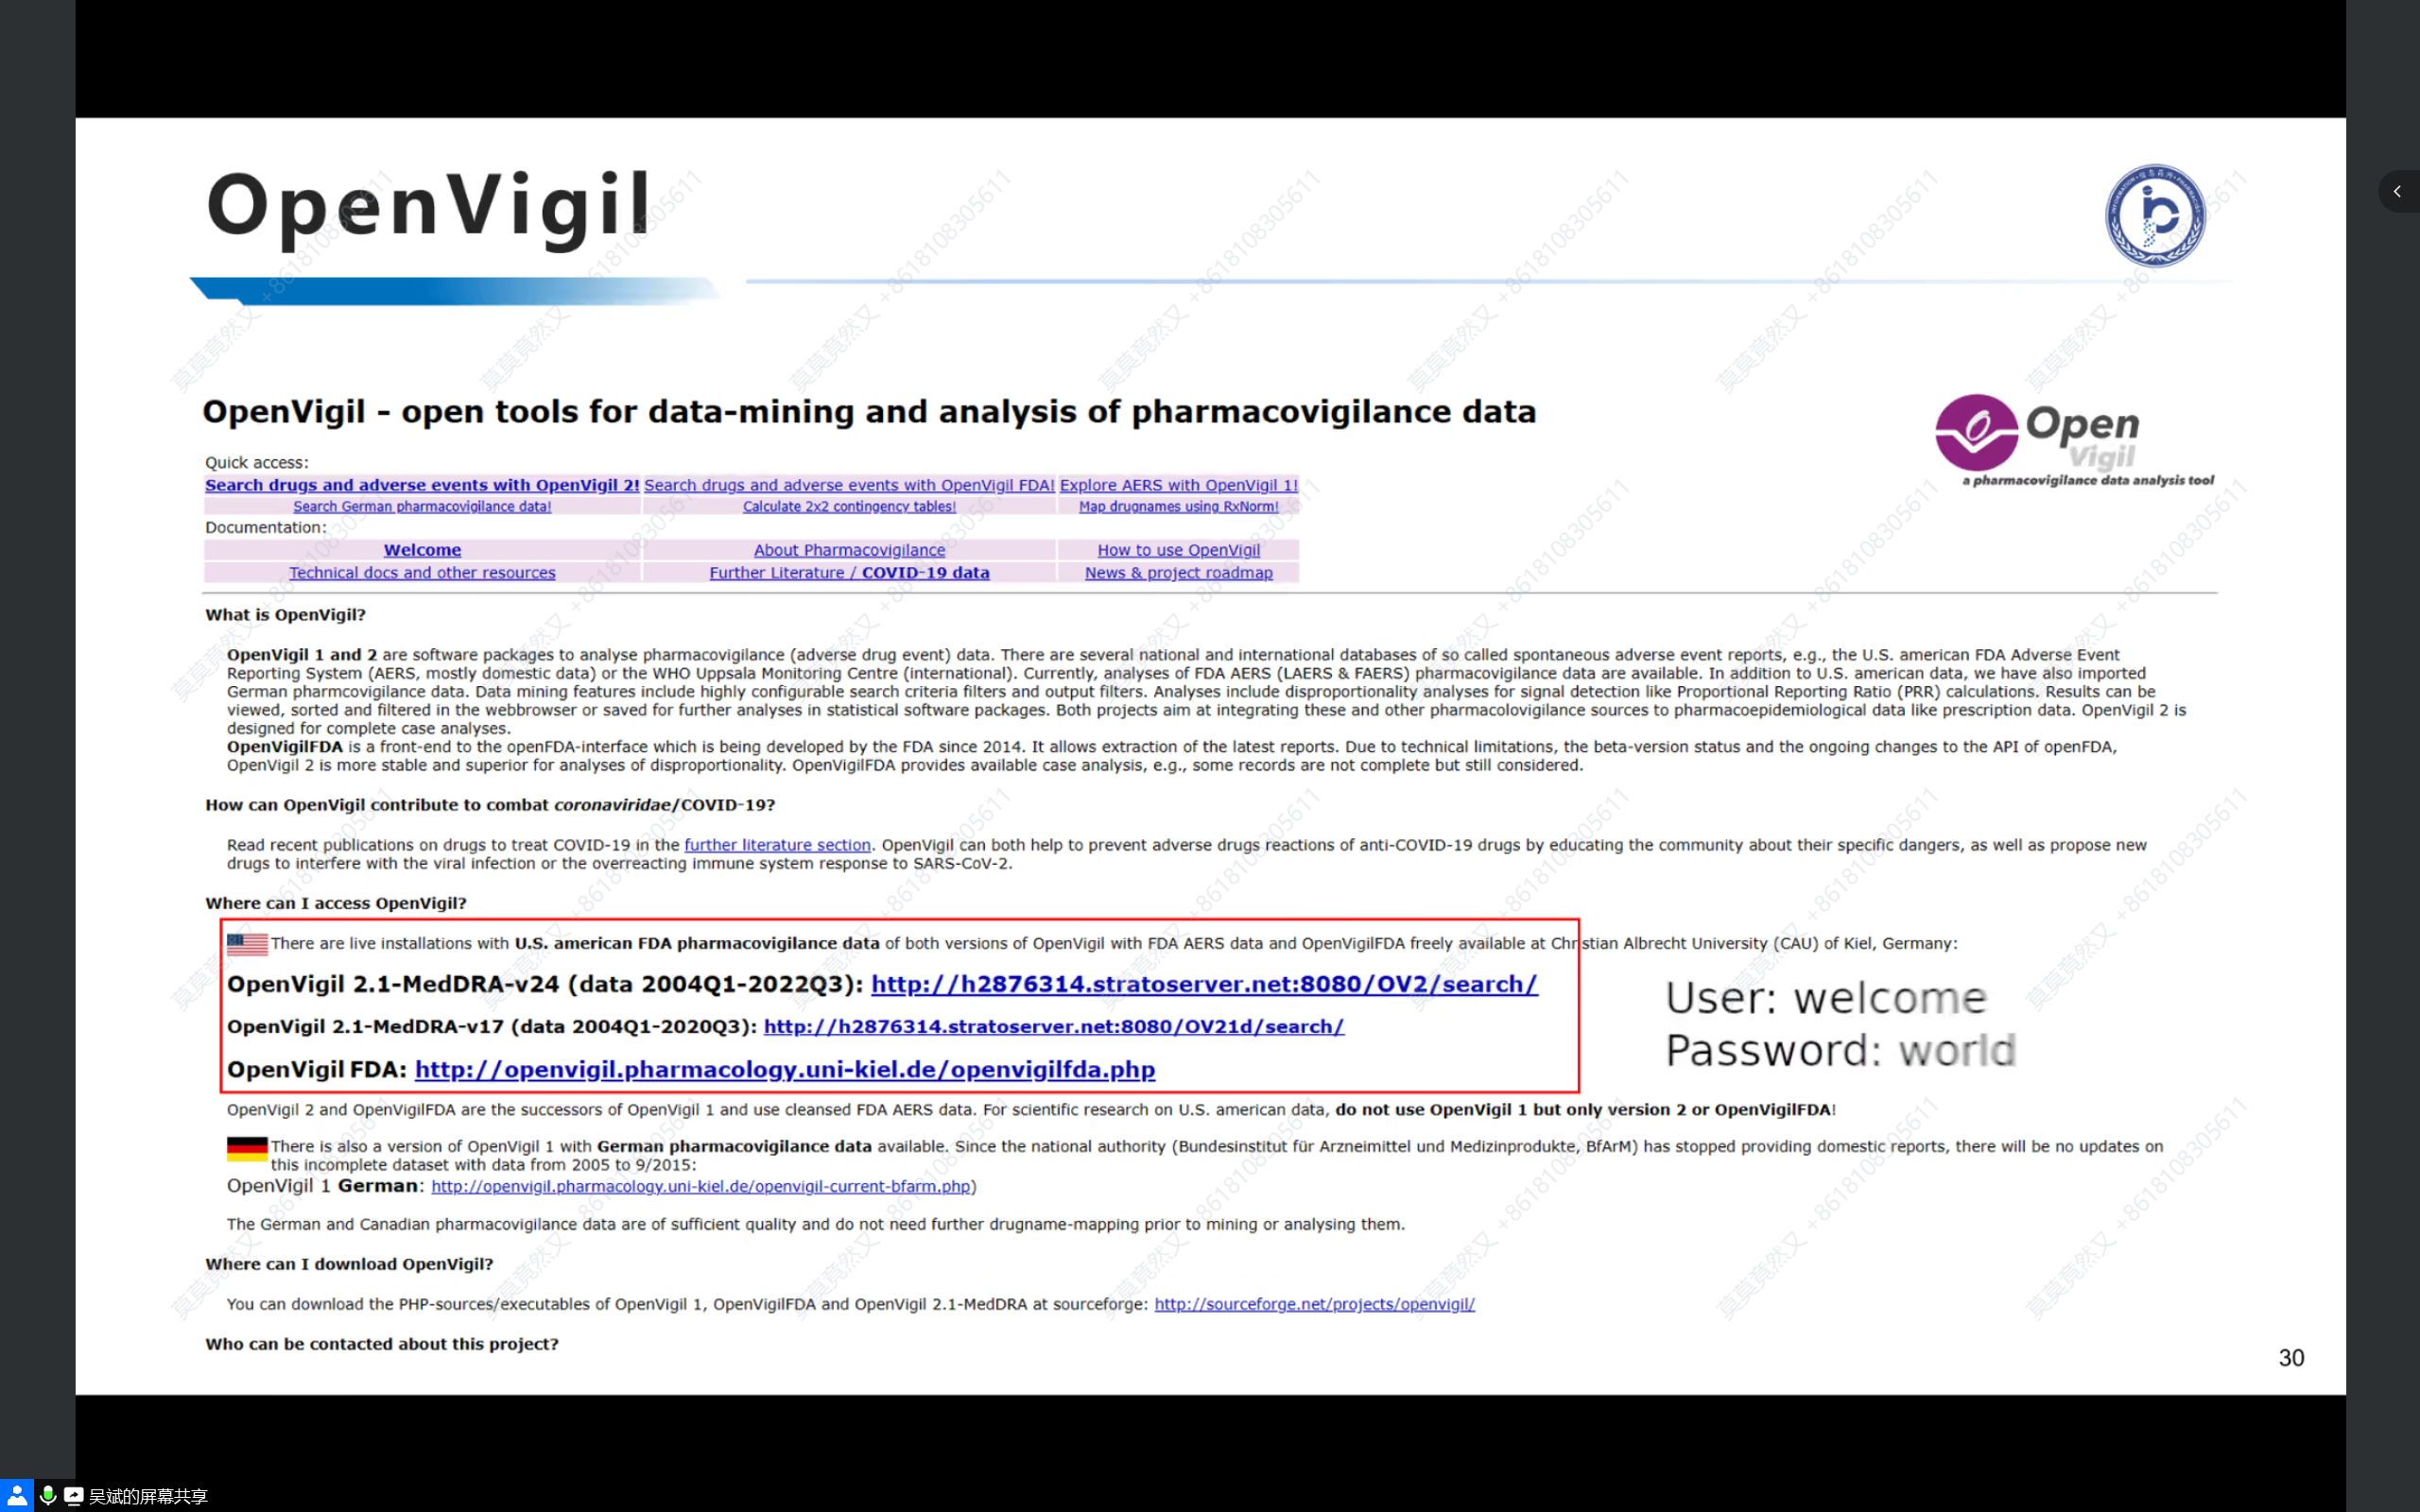 OpenVigil
OpenVigil - open tools for data-mining and analysis of pharmacovigilance data
Open
Vigil
a pharmacovigilance data analysis tool
Quick access:
Search drugs and adverse events with OpenVigil 2! Search drugs and adverse events with OpenVigil FDA! Explore AERS with OpenVigil 1!
Search German pharmacovigilance data! Calculate 2x2 contingency tables! Map drugnames using RxNorm!
Documentation:
Welcome About Pharmacovigilance How to use OpenVigil
Technical docs and other resources Further Literature / COVID-19 data News & project roadmap
What is OpenVigil?
OpenVigil 1 and 2 are software packages to analyse pharmacovigilance (adverse drug event) data. There are several national and international databases of so called spontaneous adverse event reports, e.g., the U.S. american FDA Adverse Event
Reporting System (AERS, mostly domestic data) or the WHO Uppsala Monitoring Centre (international). Currently, analyses of FDA AERS (LAERS & FAERS) pharmacovigilance data are available. In addition to U.S. american data, we have also imported
German pharmcovigilance data. Data mining features include highly configurable search criteria filters and output filters. Analyses include disproportionality analyses for signal detection like Proportional Reporting Ratio (PRR) calculations. Results can be
viewed, sorted and filtered in the webbrowser or saved for further analyses in statistical software packages. Both projects aim at integrating these and other pharmacolovigilance sources to pharmacoepidemiological data like prescription data. OpenVigil 2 is
designed for complete case analyses.
OpenVigilFDA is a front-end to the openFDA-interface which is being developed by the FDA since 2014. It allows extraction of the latest reports. Due to technical limitations, the beta-version status and the ongoing changes to the API of openFDA,
OpenVigil 2 is more stable and superior for analyses of disproportionality. OpenVigilFDA provides available case analysis, e.g., some records are not complete but still considered.
How can OpenVigil contribute to combat coronaviridae/COVID-19?
Read recent publications on drugs to treat COVID-19 in the further literature section. OpenVigil can both help to prevent adverse drugs reactions of anti-COVID-19 drugs by educating the community about their specific dangers, as well as propose new
drugs to interfere with the viral infection or the overreacting immune system response to SARS-CoV-2.
Where can I access OpenVigil?
There are live installations with U.S. american FDA pharmacovigilance data of both versions of OpenVigil with FDA AERS data and OpenVigilFDA freely available at Christian Albrecht University (CAU) of Kiel, Germany:
OpenVigil 2.1-MedDRA-v24 (data 2004Q1-2022Q3): http://h2876314.stratoserver.net:8080/OV2/search/
OpenVigil 2.1-MedDRA-v17 (data 2004Q1-2020Q3): http://h2876314.stratoserver.net:8080/OV21d/search/
OpenVigil FDA: http://openvigil.pharmacology.uni-kiel.de/openvigilfda.php
User: welcome
Password: world
OpenVigil 2 and OpenVigilFDA are the successors of OpenVigil 1 and use cleansed FDA AERS data. For scientific research on U.S. american data, do not use OpenVigil 1 but only version 2 or OpenVigilFDA!
There is also a version of OpenVigil 1 with German pharmacovigilance data available. Since the national authority (Bundesinstitut für Arzneimittel und Medizinprodukte, BfArM) has stopped providing domestic reports, there will be no updates on
this incomplete dataset with data from 2005 to 9/2015:
OpenVigil 1 German: http://openvigil.pharmacology.uni-kiel.de/openvigil-current-bfarm.php)
The German and Canadian pharmacovigilance data are of sufficient quality and do not need further drugname-mapping prior to mining or analysing them.
Where can I download OpenVigil?
You can download the PHP-sources/executables of OpenVigil 1, OpenVigilFDA and OpenVigil 2.1-MedDRA at sourceforge: http://sourceforge.net/projects/openvigil/
Who can be contacted about this project?
30
莫莫竟然又 +8618108305611
吴斌的屏幕共享